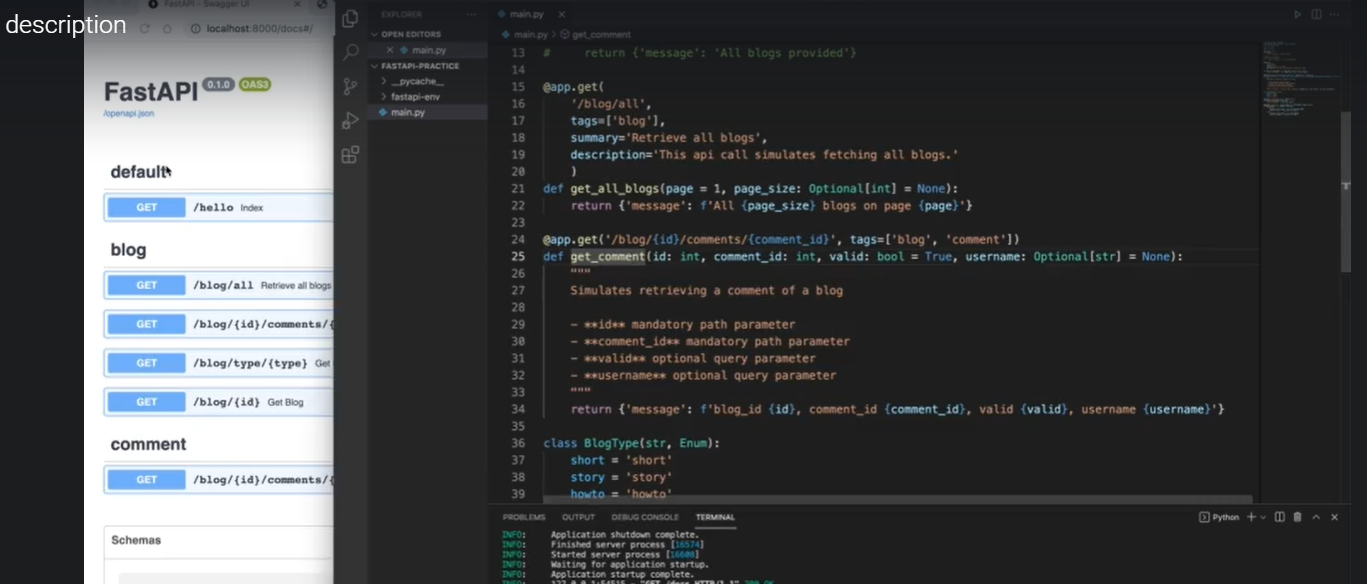 description
FastAPI - Swagger UI
localhost:8000/docs#/
FastAPI 0.1.0 OAS3
/openapi.json
default
GET /hello Index
blog
GET /blog/all Retrieve all blogs
GET /blog/{id}/comments/{
GET /blog/type/{type} Get
GET /blog/{id} Get Blog
comment
GET /blog/{id}/comments/{
Schemas
EXPLORER
OPEN EDITORS
main.py
FASTAPI-PRACTICE
__pycache__
fastapi-env
main.py
main.py
main.py > get_comment
13 #     return {'message': 'All blogs provided'}
14
15 @app.get(
16     '/blog/all',
17     tags=['blog'],
18     summary='Retrieve all blogs',
19     description='This api call simulates fetching all blogs.'
20     )
21 def get_all_blogs(page = 1, page_size: Optional[int] = None):
22     return {'message': f'All {page_size} blogs on page {page}'}
23
24 @app.get('/blog/{id}/comments/{comment_id}', tags=['blog', 'comment'])
25 def get_comment(id: int, comment_id: int, valid: bool = True, username: Optional[str] = None):
26     """
27     Simulates retrieving a comment of a blog
28
29     - **id** mandatory path parameter
30     - **comment_id** mandatory path parameter
31     - **valid** optional query parameter
32     - **username** optional query parameter
33     """
34     return {'message': f'blog_id {id}, comment_id {comment_id}, valid {valid}, username {username}'}
35
36 class BlogType(str, Enum):
37     short = 'short'
38     story = 'story'
39     howto = 'howto'
PROBLEMS OUTPUT DEBUG CONSOLE TERMINAL Python
INFO: Application shutdown complete.
INFO: Finished server process [16574]
INFO: Started server process [16608]
INFO: Waiting for application startup.
INFO: Application startup complete.